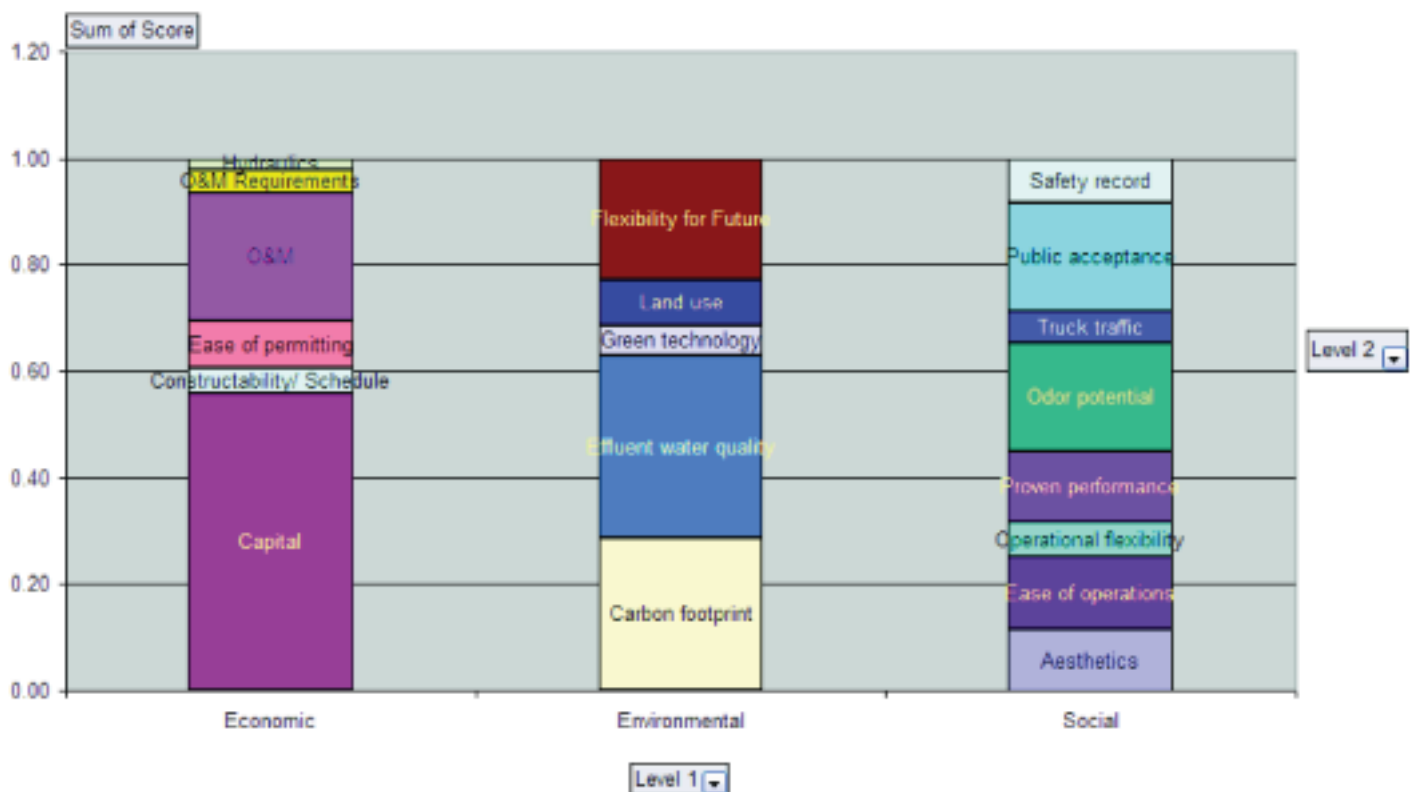 Sum of Score
1.20
1.00
0.80
0.60
0.40
0.20
0.00
Hydraulics
O&M Requirements
O&M
Ease of permitting
Constructability/ Schedule
Capital
Flexibility for Future
Land use
Green technology
Effluent water quality
Carbon footprint
Safety record
Public acceptance
Truck traffic
Odor potential
Proven performance
Operational flexibility
Ease of operations
Aesthetics
Level 2
Economic
Environmental
Social
Level 1